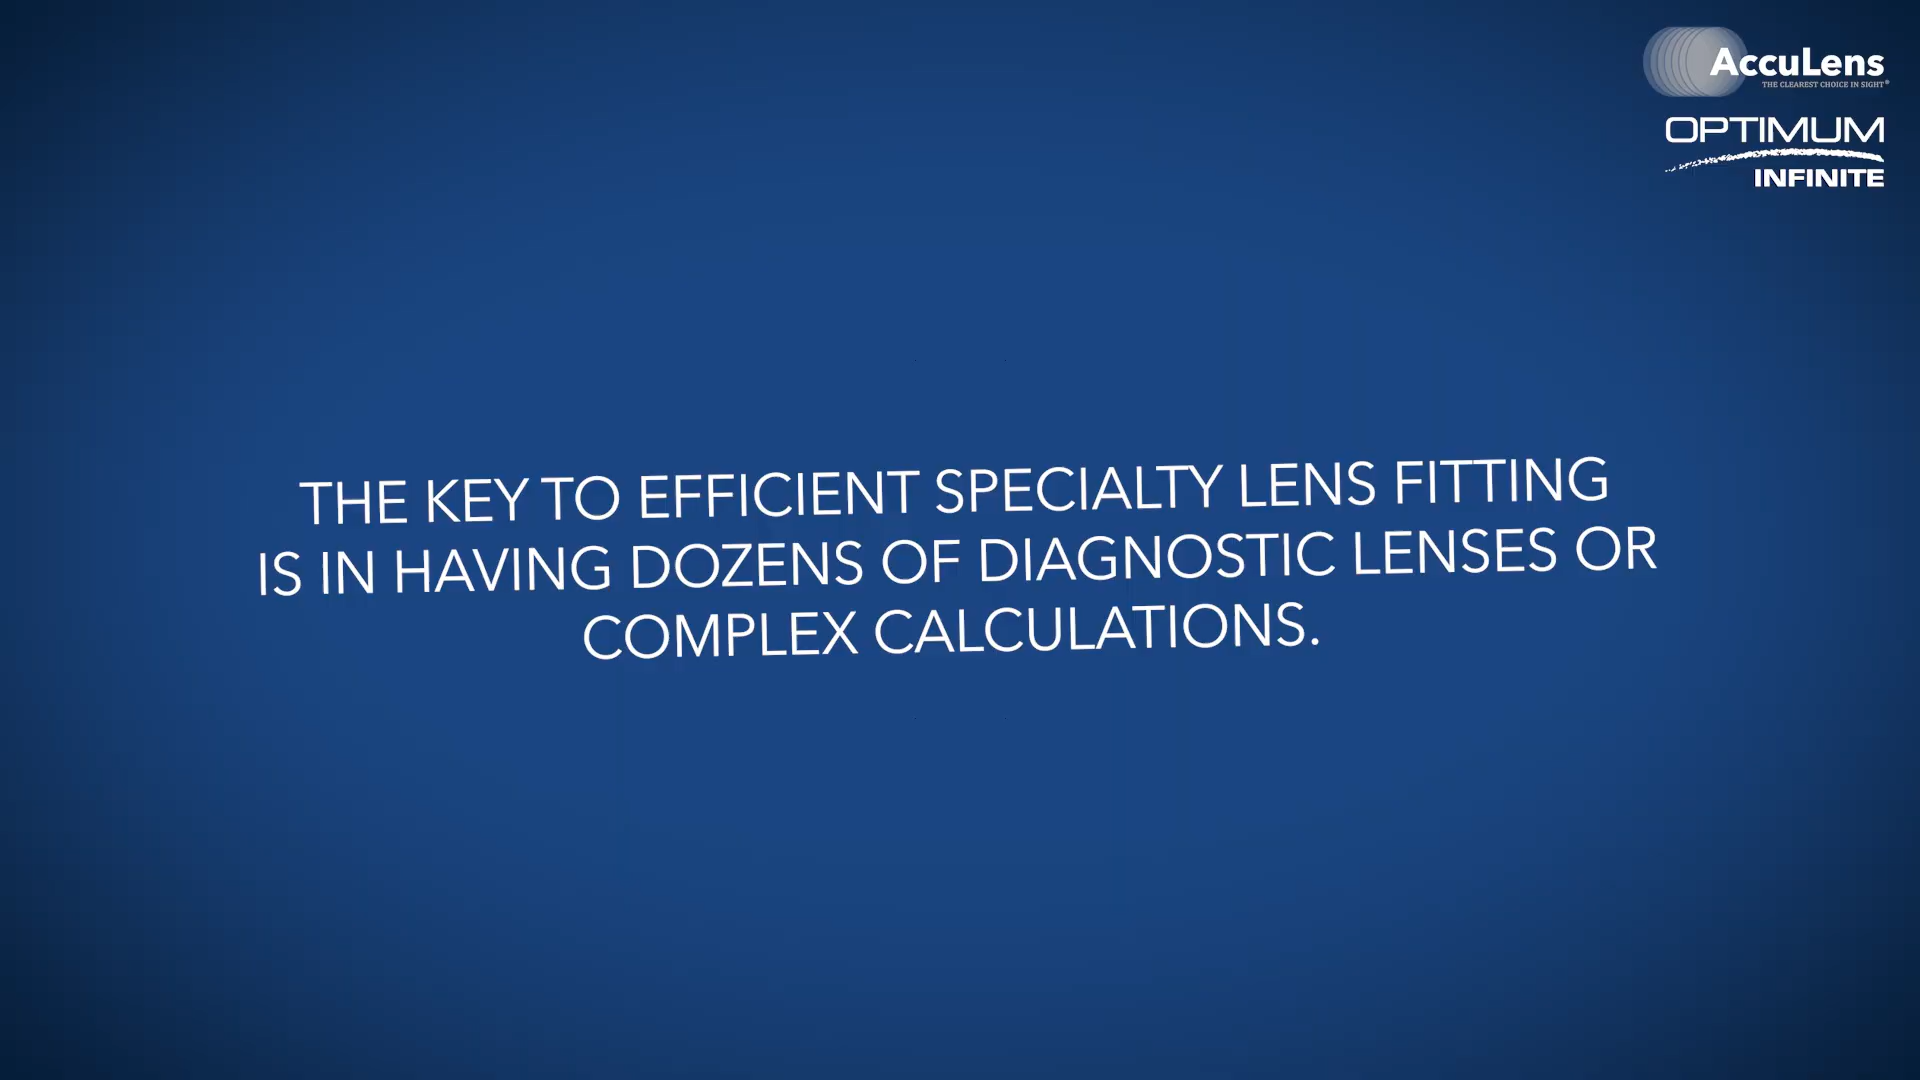 AccuLens
THE CLEAREST CHOICE IN SIGHT®
OPTIMUM
INFINITE
THE KEY TO EFFICIENT SPECIALTY LENS FITTING
IS IN HAVING DOZENS OF DIAGNOSTIC LENSES OR
COMPLEX CALCULATIONS.